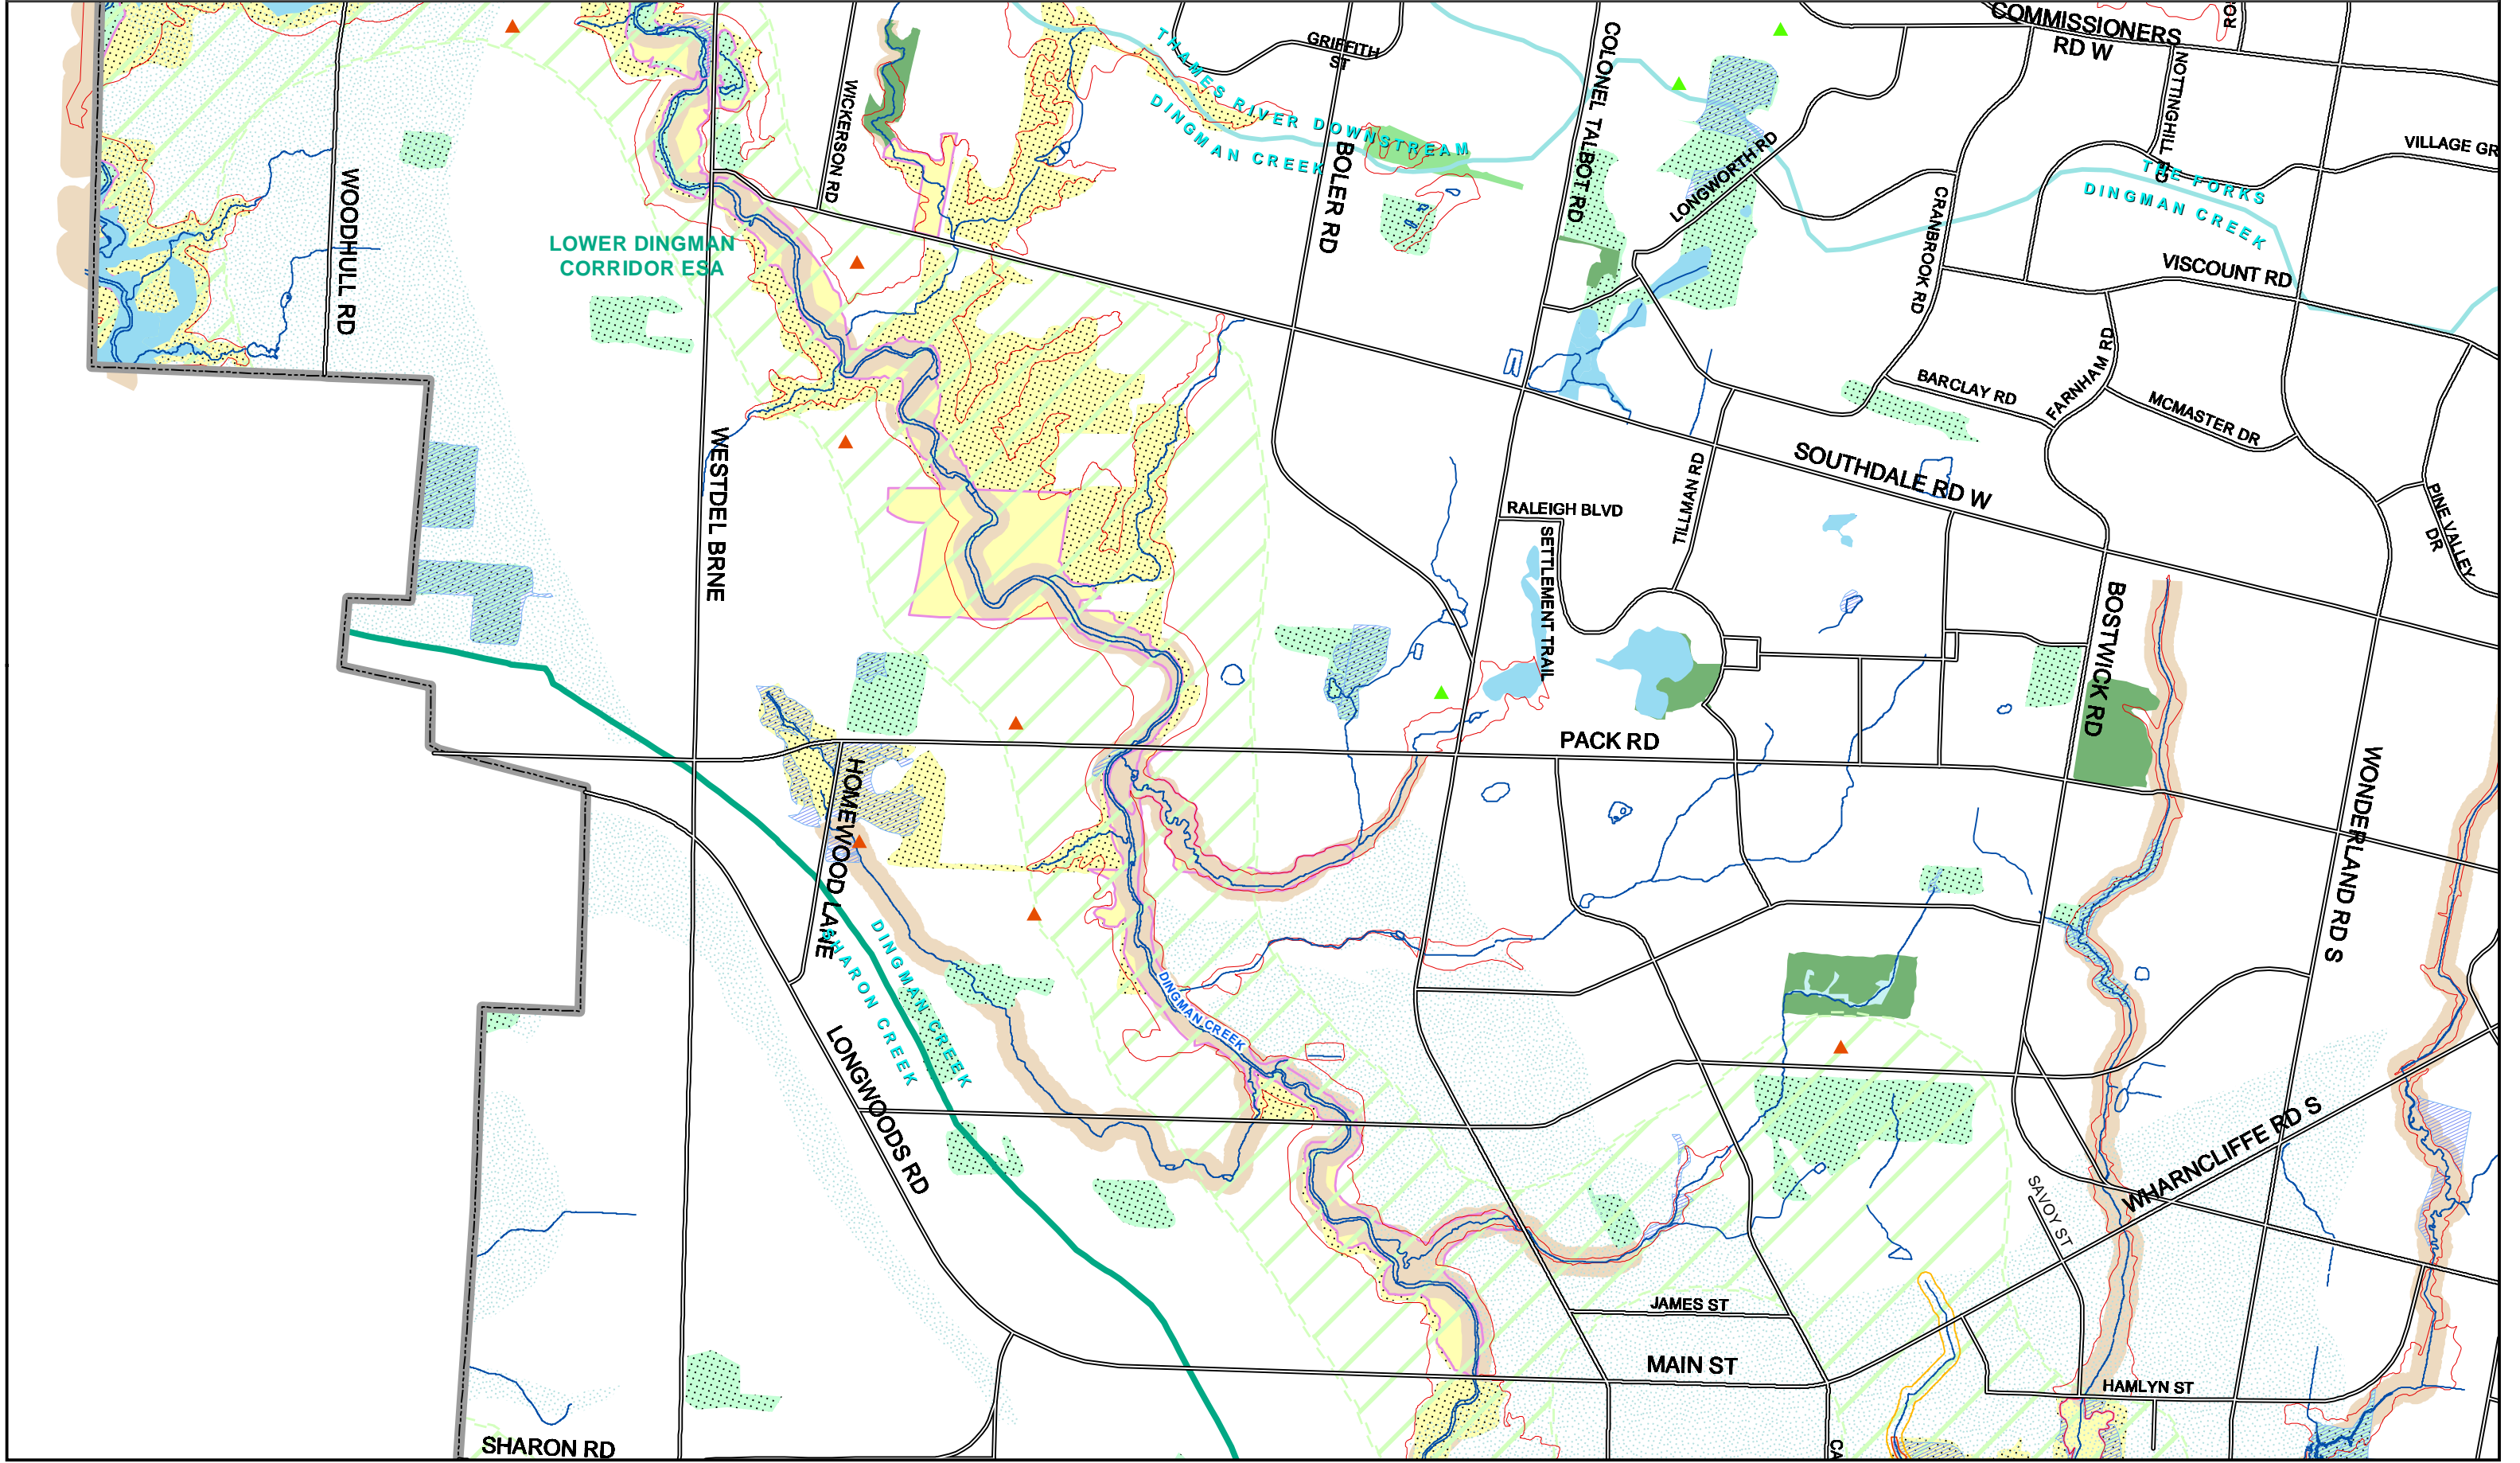 COMMISSIONERS
RD W
GRIFFITH
ST
THAMES RIVER DOWNSTREAM
DINGMAN CREEK
COLONEL TALBOT RD
NOTTINGHILL
WICKERSON RD
BOLER RD
LONGWORTH RD
VILLAGE GR
THE FORKS
DINGMAN CREEK
WOODHULL RD
CRANBROOK RD
LOWER DINGMAN
CORRIDOR ESA
VISCOUNT RD
BARCLAY RD
FARNHAM RD
MCMASTER DR
WESTDEL BRNE
SOUTHDALE RD W
TILLMAN RD
PINE VALLEY
DR
RALEIGH BLVD
SETTLEMENT TRAIL
BOSTWICK RD
PACK RD
WONDERLAND RD S
HOMEWOOD LANE
DINGMAN CREEK
SHARON CREEK
DINGMAN CREEK
LONGWOODS RD
WHARNCLIFFE RD S
SAVOY ST
JAMES ST
MAIN ST
HAMLYN ST
SHARON RD